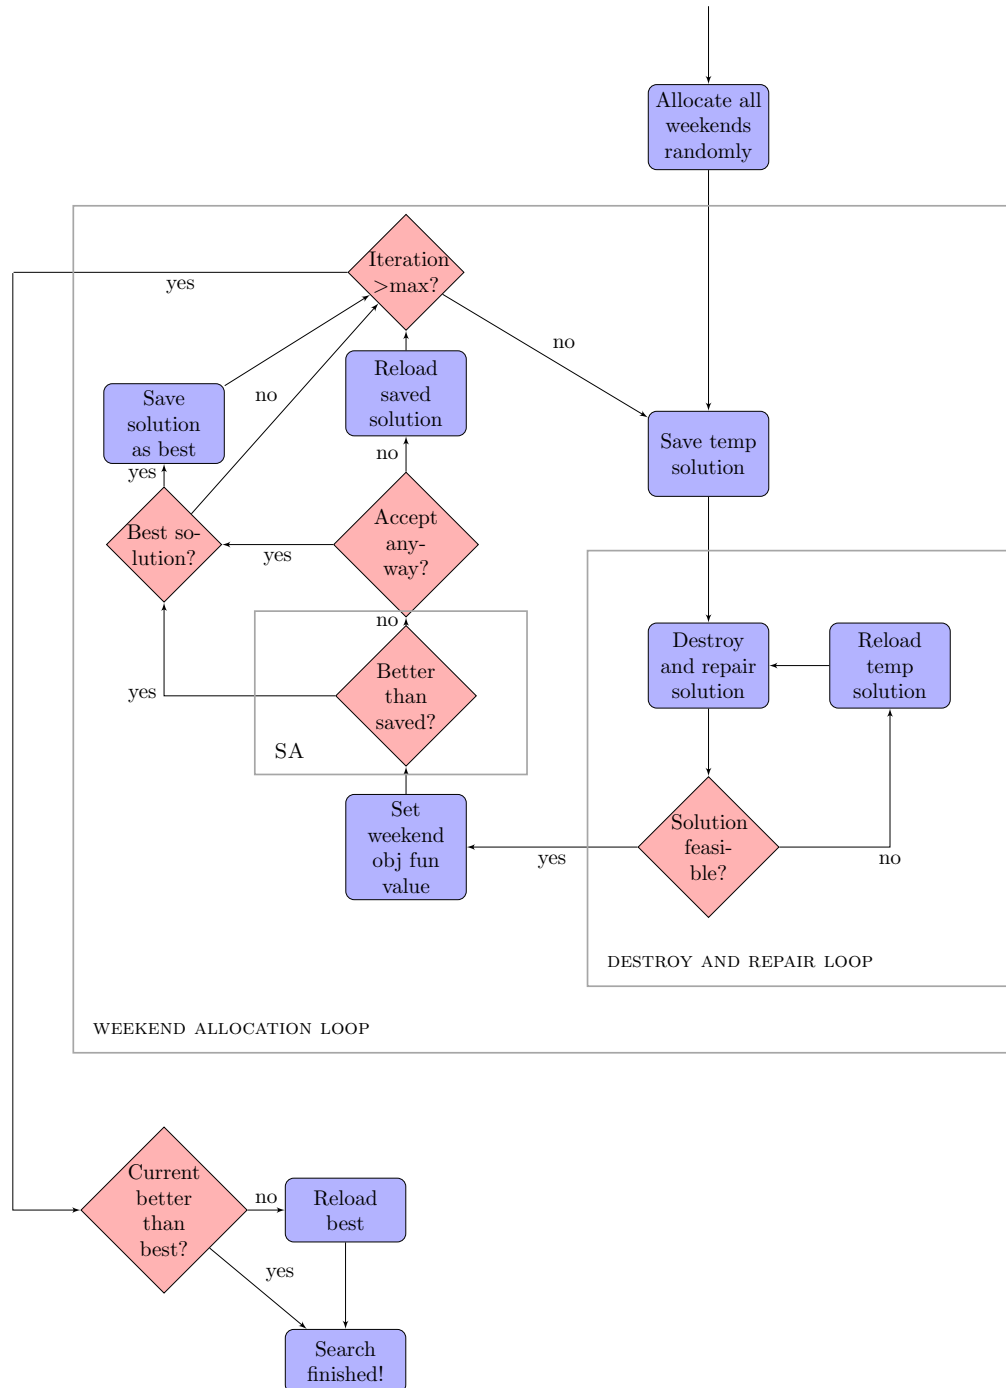 Allocate all
weekends
randomly
Iteration
>max?
yes
no
Reload
saved
solution
Save
solution
as best
no
Save temp
solution
yes
no
Best so-
lution?
Accept
any-
way?
yes
no
Destroy
and repair
solution
Reload
temp
solution
Better
than
saved?
yes
SA
Set
weekend
obj fun
value
Solution
feasi-
ble?
yes
no
DESTROY AND REPAIR LOOP
WEEKEND ALLOCATION LOOP
Current
better
than
best?
no
Reload
best
yes
Search
finished!